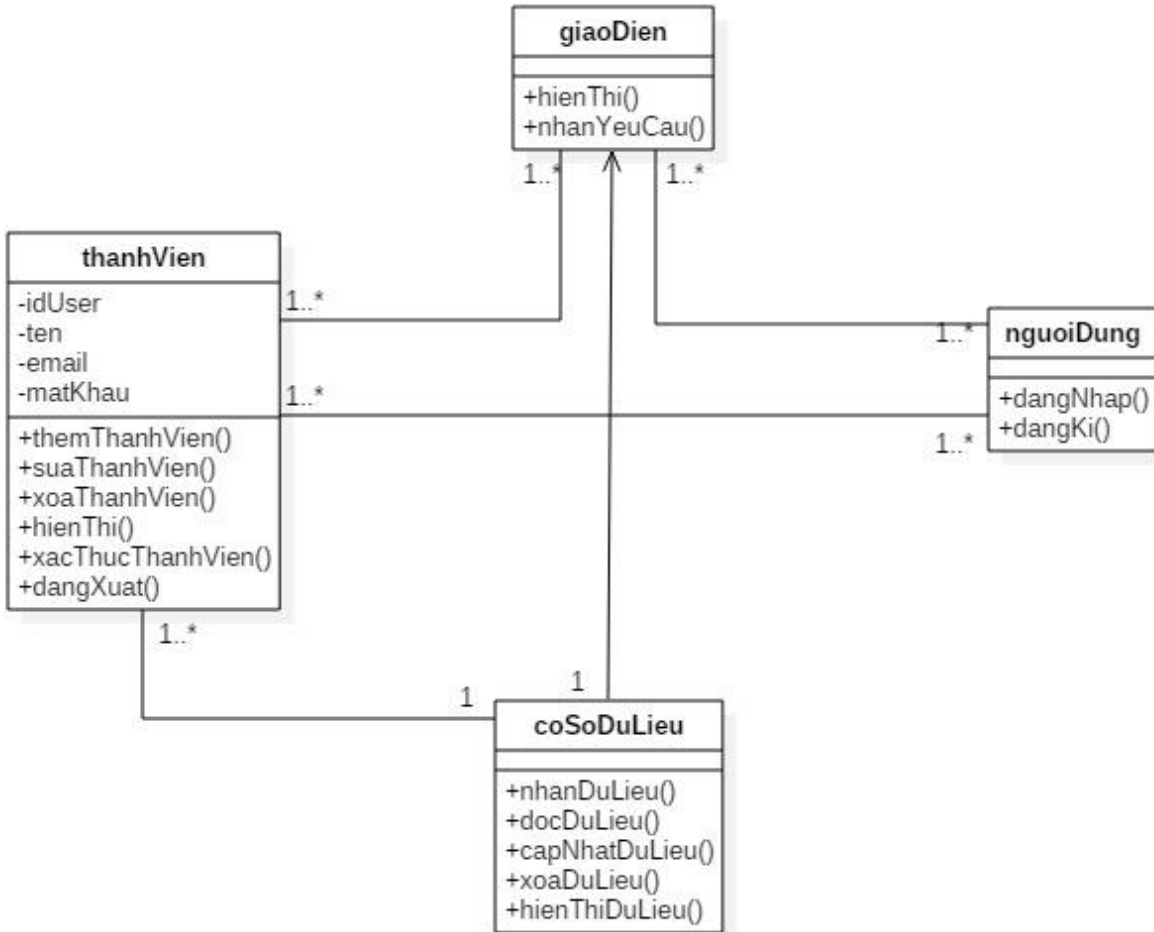 giaoDien
+hienThi()
+nhanYeuCau()
1..*
1..*
thanhVien
-idUser
-ten
-email
-matKhau
+themThanhVien()
+suaThanhVien()
+xoaThanhVien()
+hienThi()
+xacThucThanhVien()
+dangXuat()
1..*
1..*
1..*
1..*
nguoiDung
+dangNhap()
+dangKi()
1..*
1
1
coSoDuLieu
+nhanDuLieu()
+docDuLieu()
+capNhatDuLieu()
+xoaDuLieu()
+hienThiDuLieu()